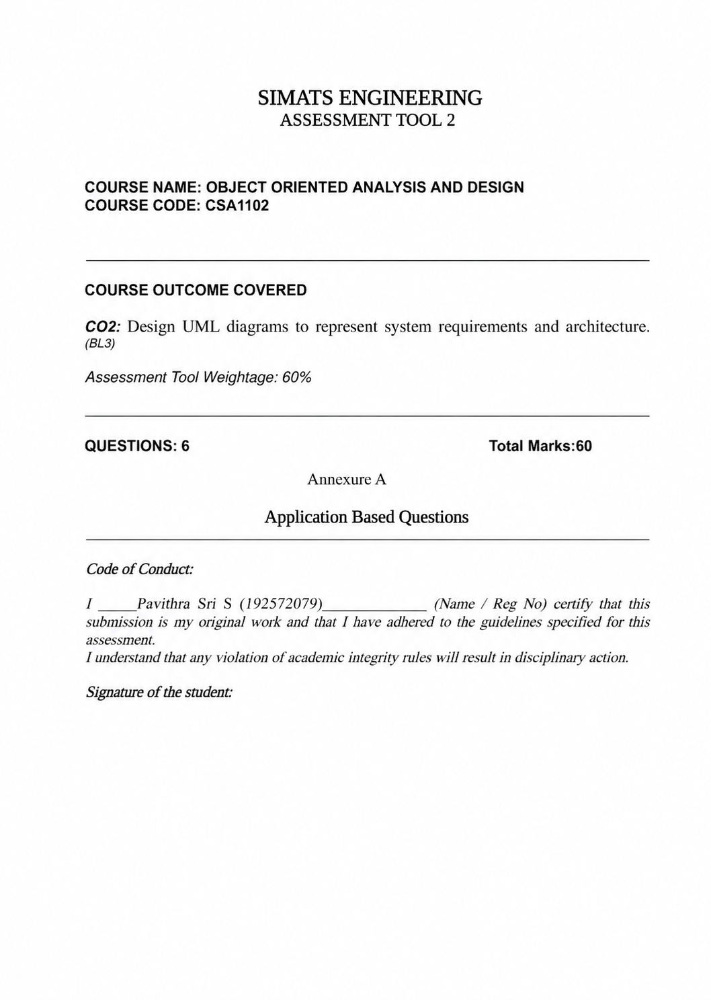 SIMATS ENGINEERING
ASSESSMENT TOOL 2
COURSE NAME: OBJECT ORIENTED ANALYSIS AND DESIGN
COURSE CODE: CSA1102
COURSE OUTCOME COVERED
CO2: Design UML diagrams to represent system requirements and architecture.
(BL3)
Assessment Tool Weightage: 60%
QUESTIONS: 6 Total Marks:60
Annexure A
Application Based Questions
Code of Conduct:
I _____Pavithra Sri S (192572079)_____________ (Name / Reg No) certify that this
submission is my original work and that I have adhered to the guidelines specified for this
assessment.
I understand that any violation of academic integrity rules will result in disciplinary action.
Signature of the student: